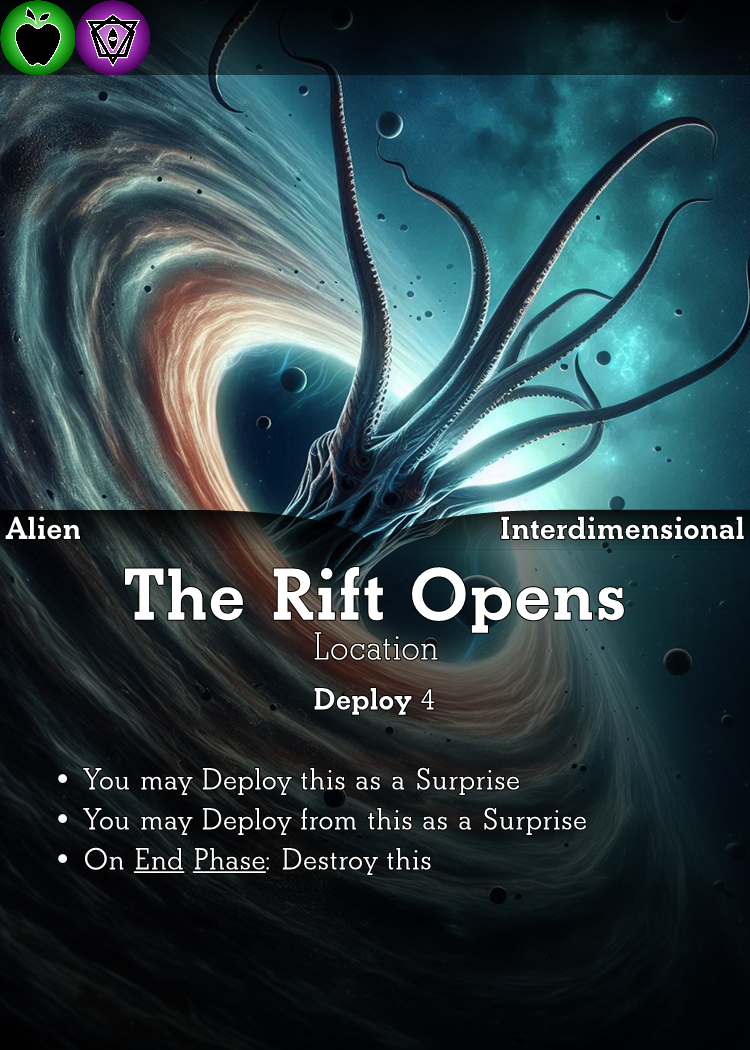 Alien
Interdimensional
The Rift Opens
Location
Deploy 4
• You may Deploy this as a Surprise
• You may Deploy from this as a Surprise
• On End Phase: Destroy this